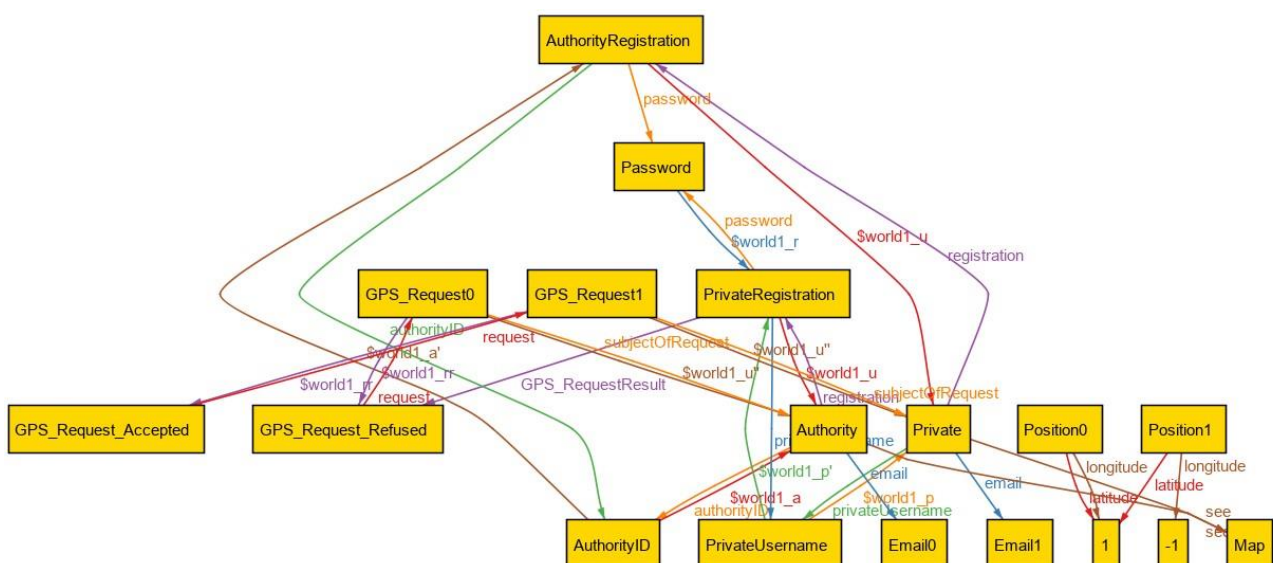 AuthorityRegistration
password
Password
password
$world1_r
$world1_u
registration
GPS_Request0
GPS_Request1
PrivateRegistration
authorityID
request
subjectOfRequest
$world1_u"
$world1_a'
$world1_rr
$world1_rr
$world1_u"
$world1_u
GPS_RequestResult
request
registration
subjectOfRequest
GPS_Request_Accepted
GPS_Request_Refused
Authority
Private
Position0
Position1
longitude
longitude
$world1_p'
email
email
latitude
latitude
$world1_a
$world1_p
authorityID
privateUsername
see
see
AuthorityID
PrivateUsername
Email0
Email1
1
-1
Map